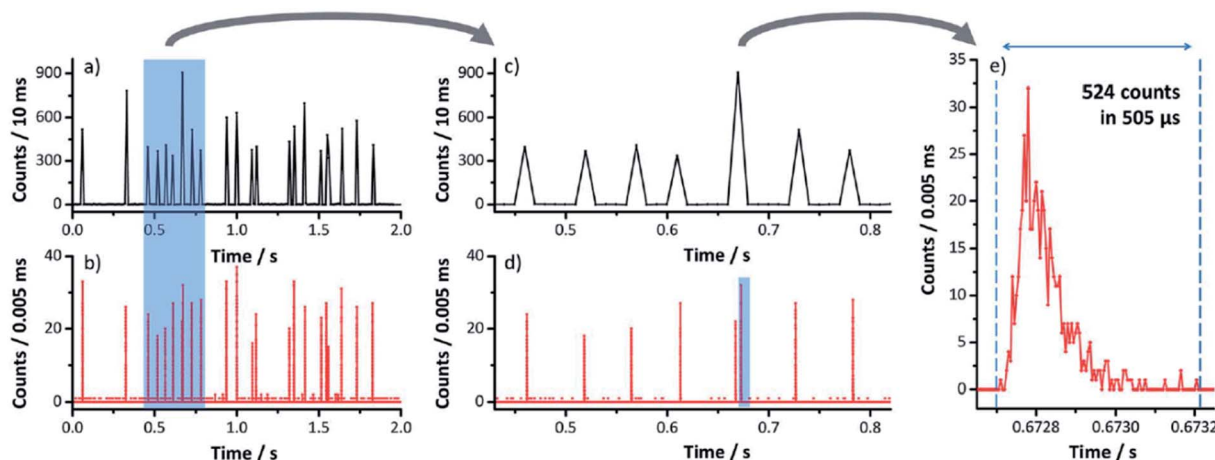 a)
Counts / 10 ms
900
600
300
0
0.0 0.5 1.0 1.5 2.0
Time / s
b)
Counts / 0.005 ms
40
20
0
0.0 0.5 1.0 1.5 2.0
Time / s
c)
Counts / 10 ms
900
600
300
0
0.5 0.6 0.7 0.8
Time / s
d)
Counts / 0.005 ms
40
20
0
0.5 0.6 0.7 0.8
Time / s
e)
524 counts
in 505 µs
Counts / 0.005 ms
35
30
25
20
15
10
5
0
0.6728 0.6730 0.6732
Time / s